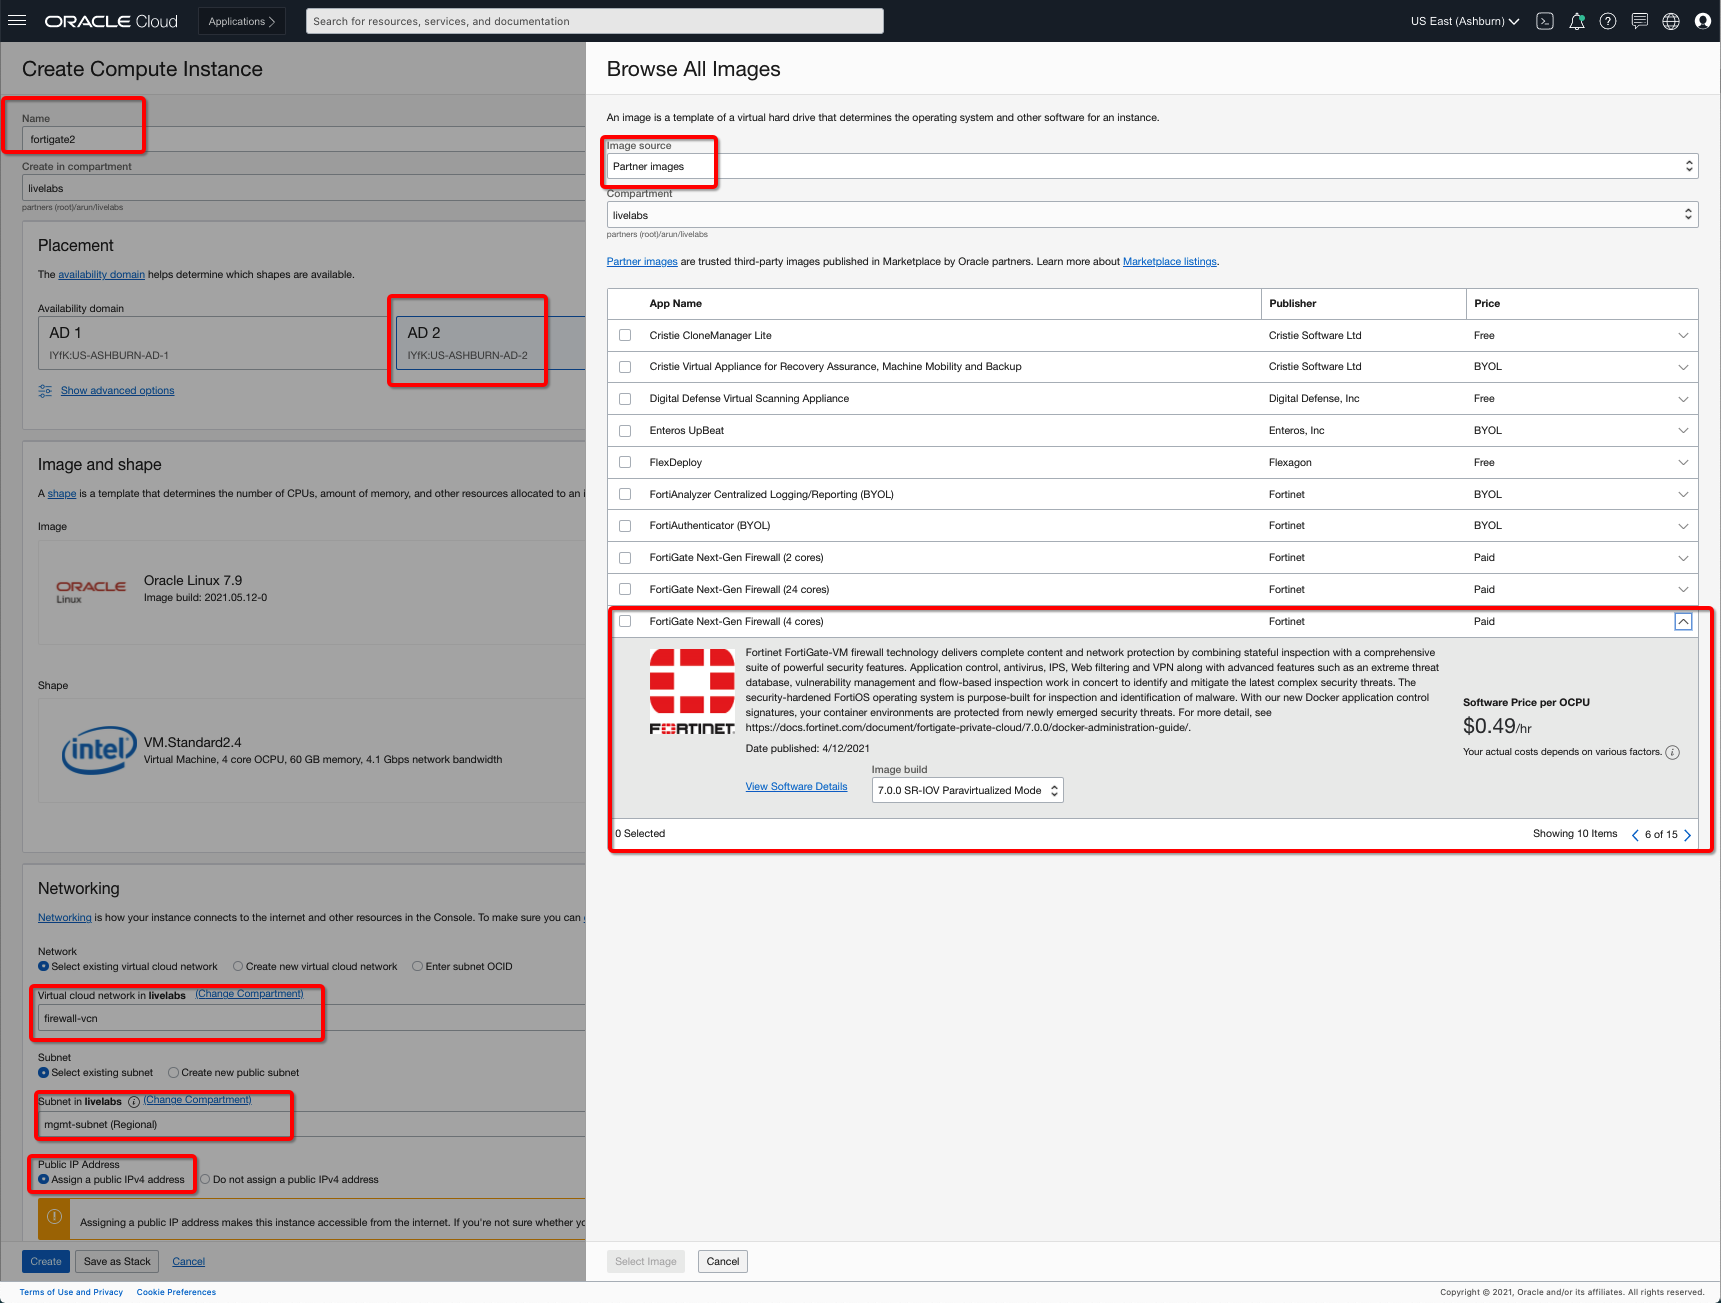 ORACLE Cloud
Applications
Search for resources, services, and documentation
US East (Ashburn)
Create Compute Instance
Name
fortigate2
Create in compartment
livelabs
partners (root)/arun/livelabs
Placement
The availability domain helps determine which shapes are available.
Availability domain
AD 1
IYfK:US-ASHBURN-AD-1
AD 2
IYfK:US-ASHBURN-AD-2
Show advanced options
Image and shape
A shape is a template that determines the number of CPUs, amount of memory, and other resources allocated to an i
Image
ORACLE
Linux
Oracle Linux 7.9
Image build: 2021.05.12-0
Shape
intel
VM.Standard2.4
Virtual Machine, 4 core OCPU, 60 GB memory, 4.1 Gbps network bandwidth
Networking
Networking is how your instance connects to the internet and other resources in the Console. To make sure you can
Network
Select existing virtual cloud network Create new virtual cloud network Enter subnet OCID
Virtual cloud network in livelabs (Change Compartment)
firewall-vcn
Subnet
Select existing subnet Create new public subnet
Subnet in livelabs (Change Compartment)
mgmt-subnet (Regional)
Public IP Address
Assign a public IPv4 address Do not assign a public IPv4 address
Assigning a public IP address makes this instance accessible from the internet. If you're not sure whether yo
Create Save as Stack Cancel
Browse All Images
An image is a template of a virtual hard drive that determines the operating system and other software for an instance.
Image source
Partner images
Compartment
livelabs
partners (root)/arun/livelabs
Partner images are trusted third-party images published in Marketplace by Oracle partners. Learn more about Marketplace listings.
App Name Publisher Price
Cristie CloneManager Lite Cristie Software Ltd Free
Cristie Virtual Appliance for Recovery Assurance, Machine Mobility and Backup Cristie Software Ltd BYOL
Digital Defense Virtual Scanning Appliance Digital Defense, Inc Free
Enteros UpBeat Enteros, Inc BYOL
FlexDeploy Flexagon Free
FortiAnalyzer Centralized Logging/Reporting (BYOL) Fortinet BYOL
FortiAuthenticator (BYOL) Fortinet BYOL
FortiGate Next-Gen Firewall (2 cores) Fortinet Paid
FortiGate Next-Gen Firewall (24 cores) Fortinet Paid
FortiGate Next-Gen Firewall (4 cores) Fortinet Paid
FORTINET
Fortinet FortiGate-VM firewall technology delivers complete content and network protection by combining stateful inspection with a comprehensive
suite of powerful security features. Application control, antivirus, IPS, Web filtering and VPN along with advanced features such as an extreme threat
database, vulnerability management and flow-based inspection work in concert to identify and mitigate the latest complex security threats. The
security-hardened FortiOS operating system is purpose-built for inspection and identification of malware. With our new Docker application control
signatures, your container environments are protected from newly emerged security threats. For more detail, see
https://docs.fortinet.com/document/fortigate-private-cloud/7.0.0/docker-administration-guide/.
Date published: 4/12/2021
View Software Details
Image build
7.0.0 SR-IOV Paravirtualized Mode
Software Price per OCPU
$0.49/hr
Your actual costs depends on various factors.
0 Selected
Showing 10 Items 6 of 15
Select Image Cancel
Terms of Use and Privacy Cookie Preferences
Copyright © 2021, Oracle and/or its affiliates. All rights reserved.